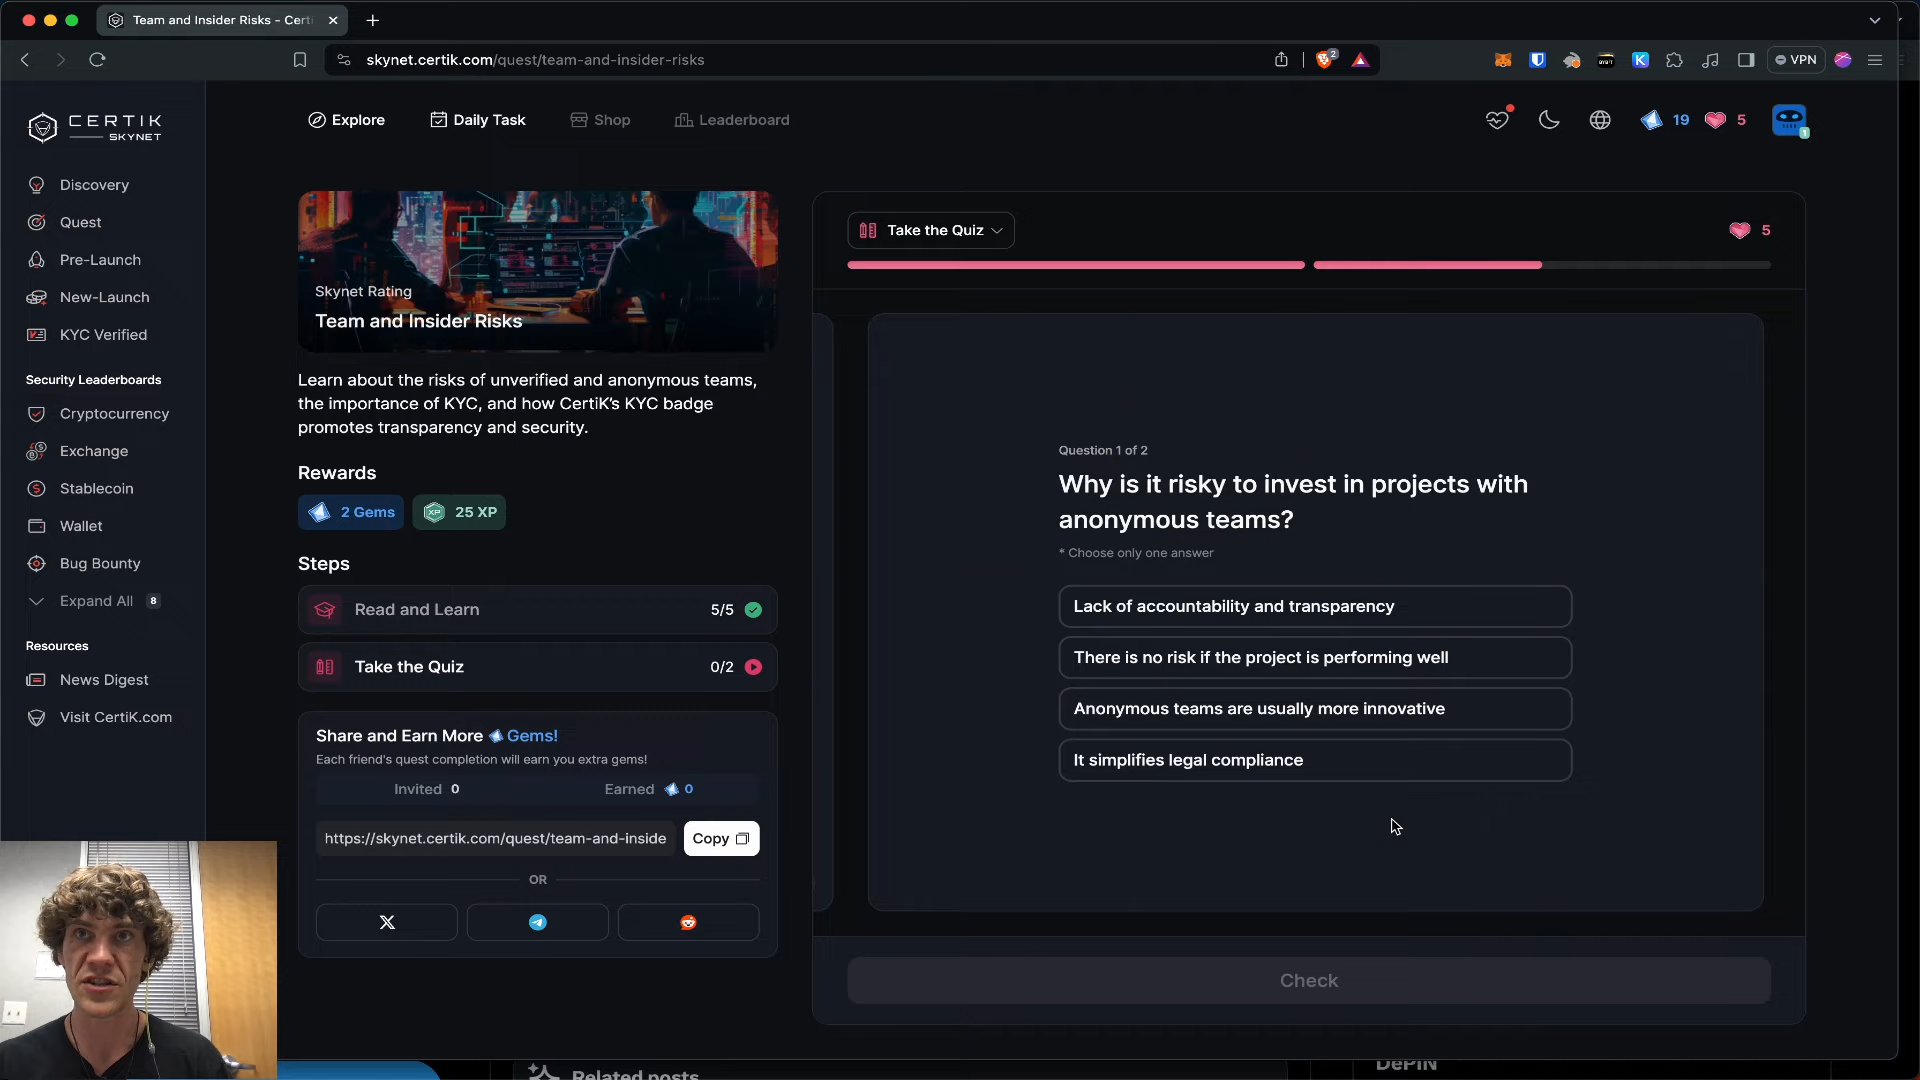 Team and Insider Risks - Certi
skynet.certik.com/quest/team-and-insider-risks
2
VPN
CERTIK
SKYNET
Explore
Daily Task
Shop
Leaderboard
19
5
1
Discovery
Quest
Pre-Launch
New-Launch
KYC Verified
Security Leaderboards
Cryptocurrency
Exchange
Stablecoin
Wallet
Bug Bounty
Expand All 8
Resources
News Digest
Visit CertiK.com
Skynet Rating
Team and Insider Risks
Learn about the risks of unverified and anonymous teams,
the importance of KYC, and how CertiK's KYC badge
promotes transparency and security.
Rewards
2 Gems
XP 25 XP
Steps
Read and Learn 5/5
Take the Quiz 0/2
Share and Earn More Gems!
Each friend's quest completion will earn you extra gems!
Invited 0
Earned 0
https://skynet.certik.com/quest/team-and-inside
Copy
OR
Take the Quiz
5
Question 1 of 2
Why is it risky to invest in projects with
anonymous teams?
* Choose only one answer
Lack of accountability and transparency
There is no risk if the project is performing well
Anonymous teams are usually more innovative
It simplifies legal compliance
Check
Related posts
DePIN